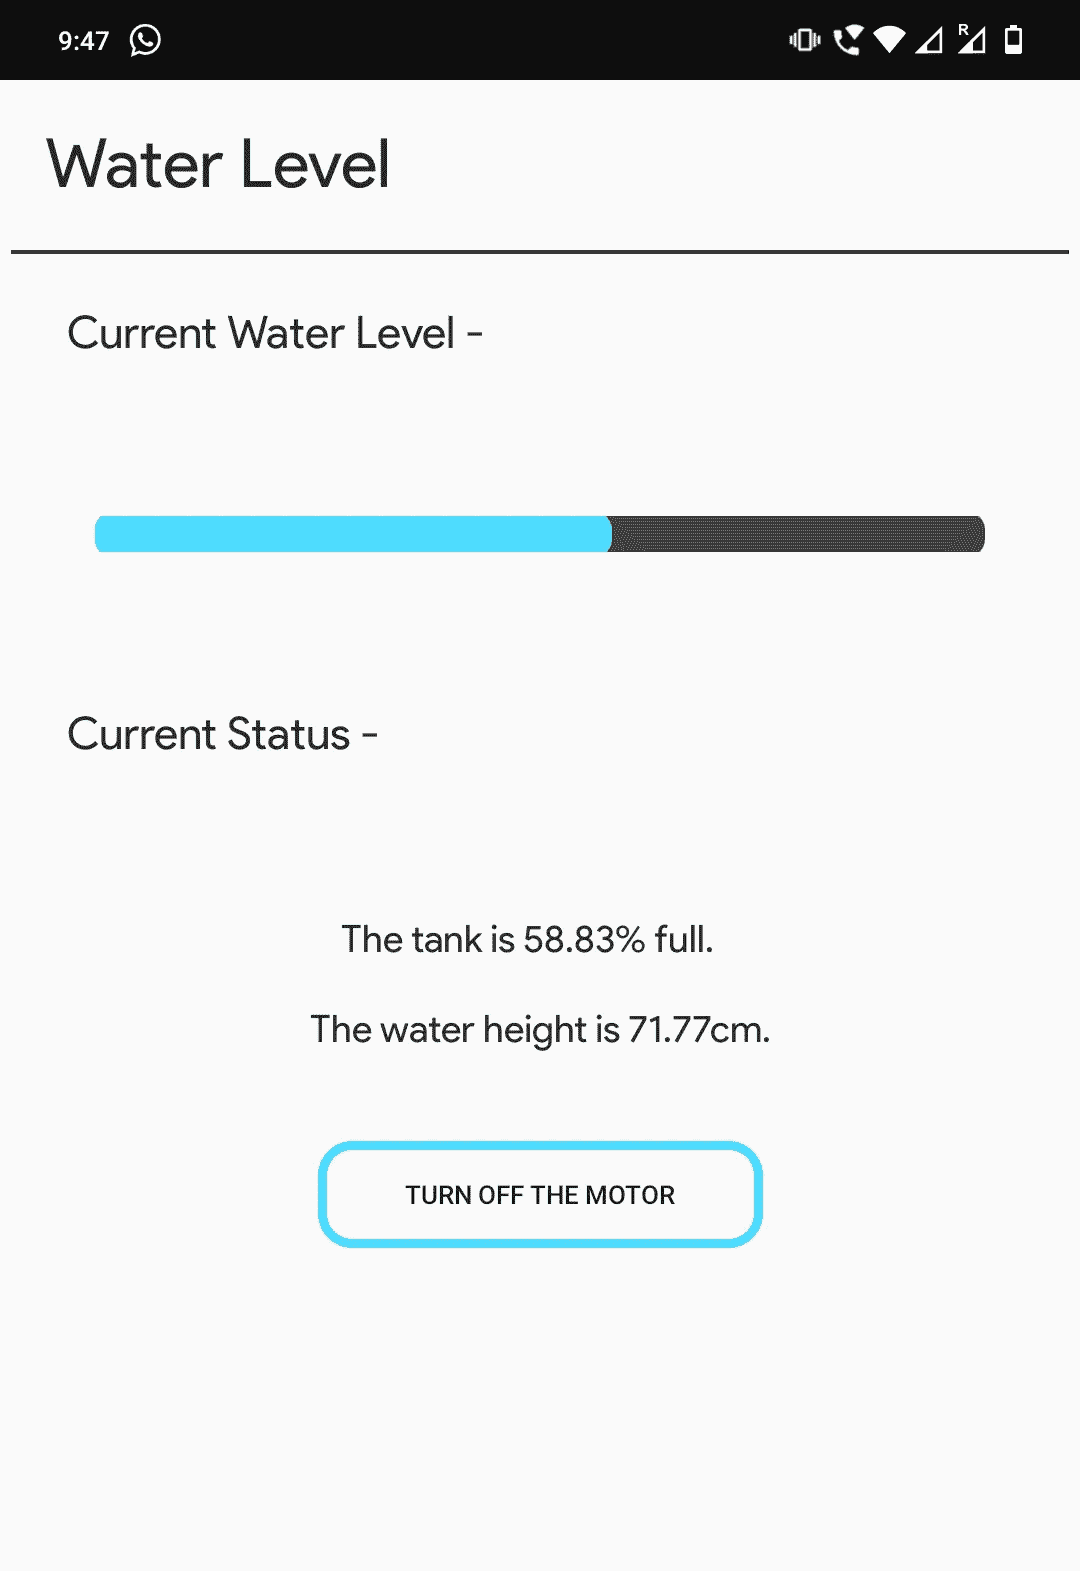 9:47
R
Water Level
Current Water Level -
Current Status -
The tank is 58.83% full.
The water height is 71.77cm.
TURN OFF THE MOTOR